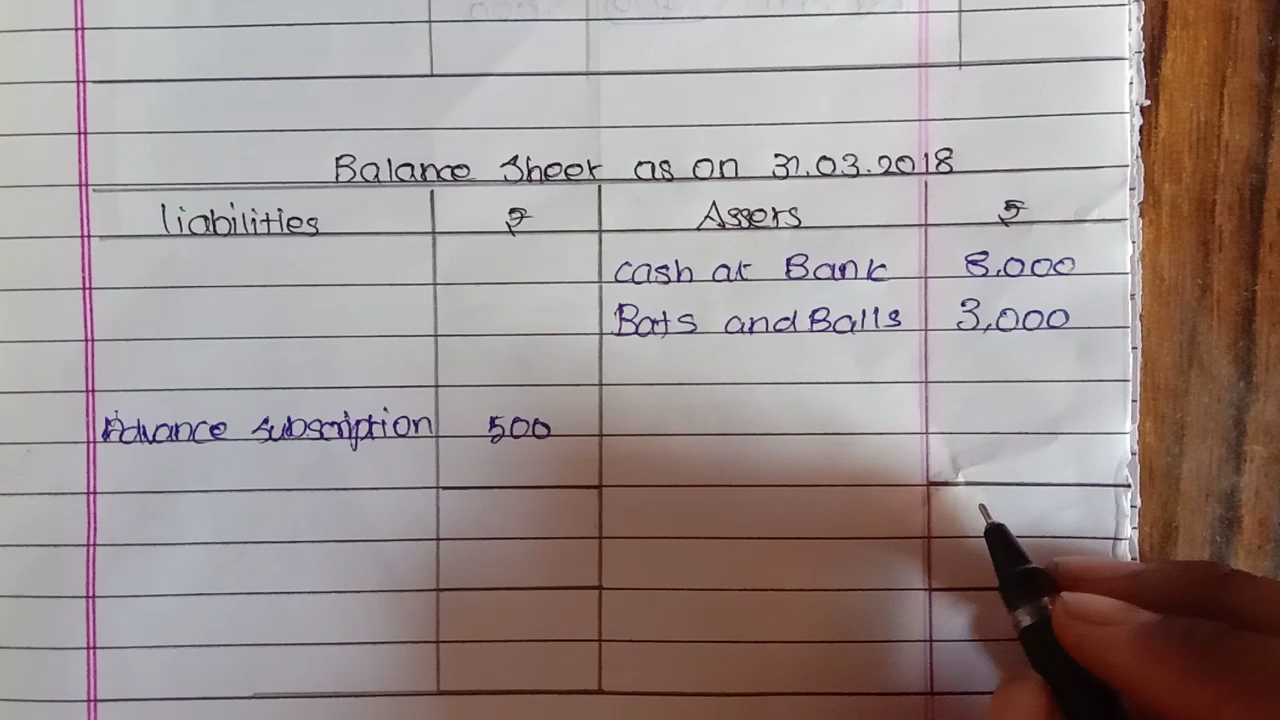 Balance Sheet as on 31.03.2018
liabilities ₹ Assets ₹
cash at Bank 8,000
Bats and Balls 3,000
Advance subscription 500